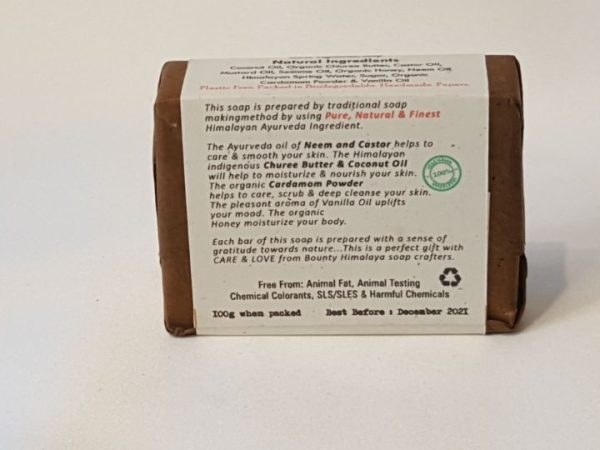 Natural Ingredients
Coconut Oil, Organic Chiuree Butter, Castor Oil,
Mustard Oil, Sesame Oil, Organic Honey, Neem Oil
Himalayan Spring Water, Sugar, Organic
Cardamom Powder & Vanilla Oil
Plastic Free Packed in Biodegradable Handmade Papers
This soap is prepared by traditional soap
makingmethod by using Pure, Natural & Finest
Himalayan Ayurveda Ingredient.
The Ayurveda oil of Neem and Castor helps to
care & smooth your skin. The Himalayan
indigenous Churee Butter & Coconut Oil
will help to moisturize & nourish your skin.
The organic Cardamom Powder
helps to care, scrub & deep cleanse your skin.
The pleasant aroma of Vanilla Oil uplifts
your mood. The organic
Honey moisturize your body.
100%
Each bar of this soap is prepared with a sense of
gratitude towards nature...This is a perfect gift with
CARE & LOVE from Bounty Himalaya soap crafters.
Free From: Animal Fat, Animal Testing
Chemical Colorants, SLS/SLES & Harmful Chemicals
100g when packed Best Before : December 2021